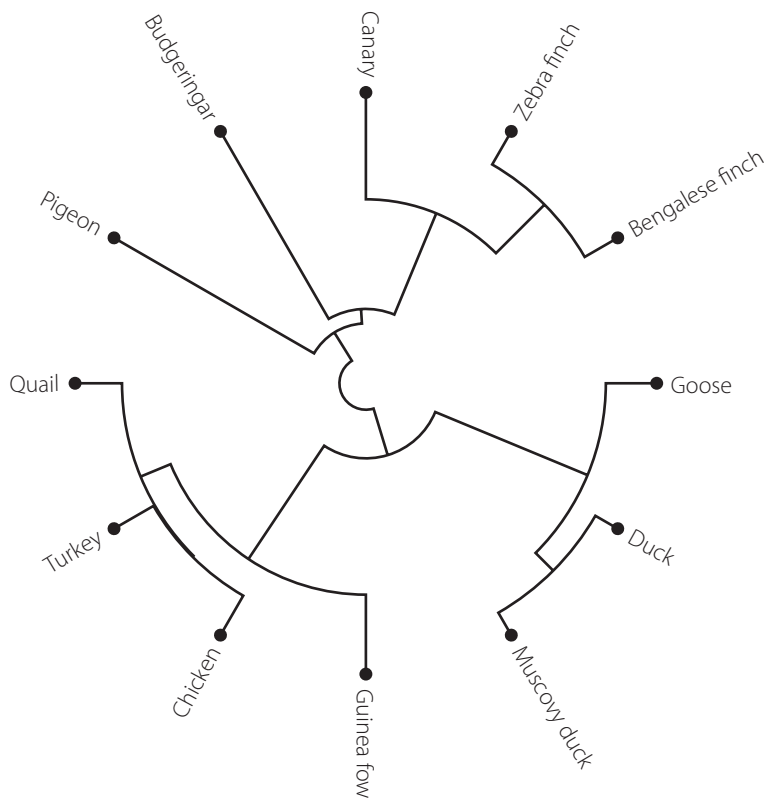 Canary
Zebra finch
Budgeringar
Bengalese finch
Pigeon
Quail
Goose
Turkey
Duck
Chicken
Muscovy duck
Guinea fow